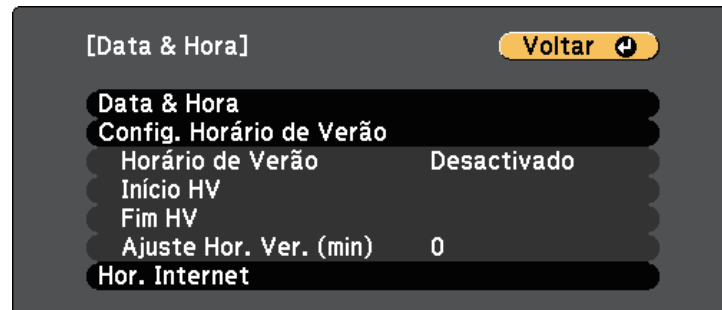 [Data & Hora] Voltar
Data & Hora
Config. Horário de Verão
Horário de Verão Desactivado
Início HV
Fim HV
Ajuste Hor. Ver. (min) 0
Hor. Internet